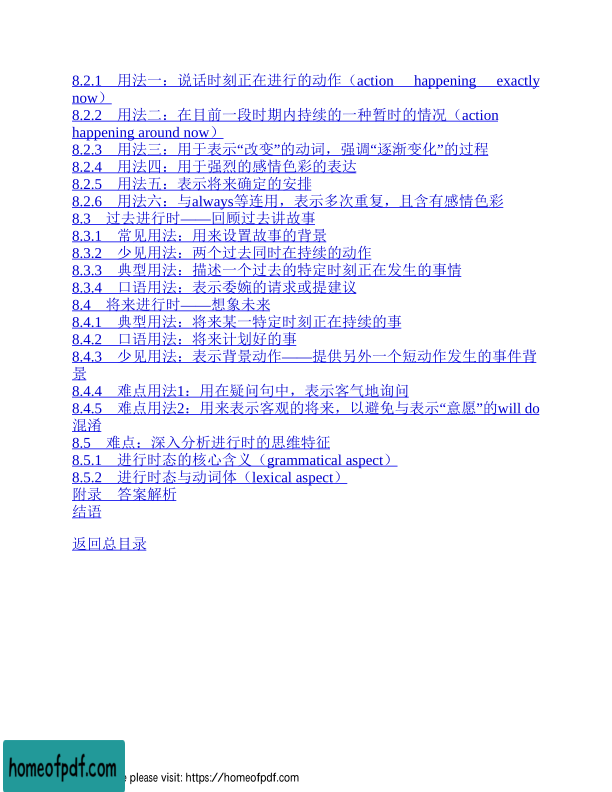 8.2.1 用法一：说话时刻正在进行的动作（action happening exactly
now）
8.2.2 用法二：在目前一段时期内持续的一种暂时的情况（action
happening around now）
8.2.3 用法三：用于表示“改变”的动词，强调“逐渐变化”的过程
8.2.4 用法四：用于强烈的感情色彩的表达
8.2.5 用法五：表示将来确定的安排
8.2.6 用法六：与always等连用，表示多次重复，且含有感情色彩
8.3 过去进行时——回顾过去讲故事
8.3.1 常见用法：用来设置故事的背景
8.3.2 少见用法：两个过去同时在持续的动作
8.3.3 典型用法：描述一个过去的特定时刻正在发生的事情
8.3.4 口语用法：表示委婉的请求或提建议
8.4 将来进行时——想象未来
8.4.1 典型用法：将来某一特定时刻正在持续的事
8.4.2 口语用法：将来计划好的事
8.4.3 少见用法：表示背景动作——提供另外一个短动作发生的事件背
景
8.4.4 难点用法1：用在疑问句中，表示客气地询问
8.4.5 难点用法2：用来表示客观的将来，以避免与表示“意愿”的will do
混淆
8.5 难点：深入分析进行时的思维特征
8.5.1 进行时态的核心含义（grammatical aspect）
8.5.2 进行时态与动词体（lexical aspect）
附录 答案解析
结语
返回总目录
homeofpdf.com
please visit: https://homeofpdf.com